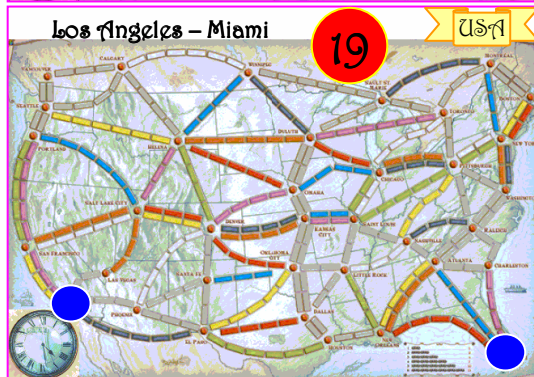 Los Angeles – Miami
19
USA
CALGARY
VANCOUVER
WINNIPEG
MONTREAL
SAULT ST.
MARIE
SEATTLE
TORONTO
BOSTON
PORTLAND
HELENA
DULUTH
NEW YORK
PITTSBURGH
CHICAGO
OMAHA
WASHINGTON
SALT LAKE CITY
DENVER
KANSAS
CITY
SAINT LOUIS
RALEIGH
NASHVILLE
SAN FRANCISCO
OKLAHOMA
CITY
ATLANTA
CHARLESTON
LAS VEGAS
SANTA FE
LITTLE ROCK
PHOENIX
DALLAS
EL PASO
HOUSTON
NEW
ORLEANS